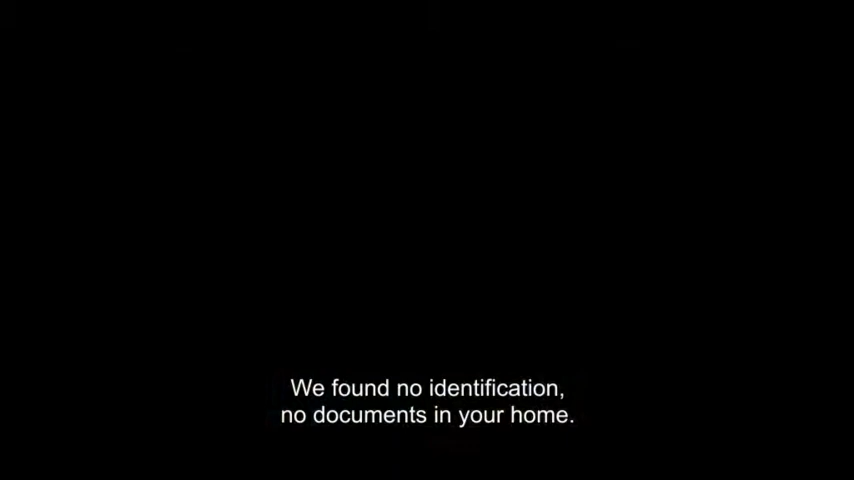 We found no identification,
no documents in your home.